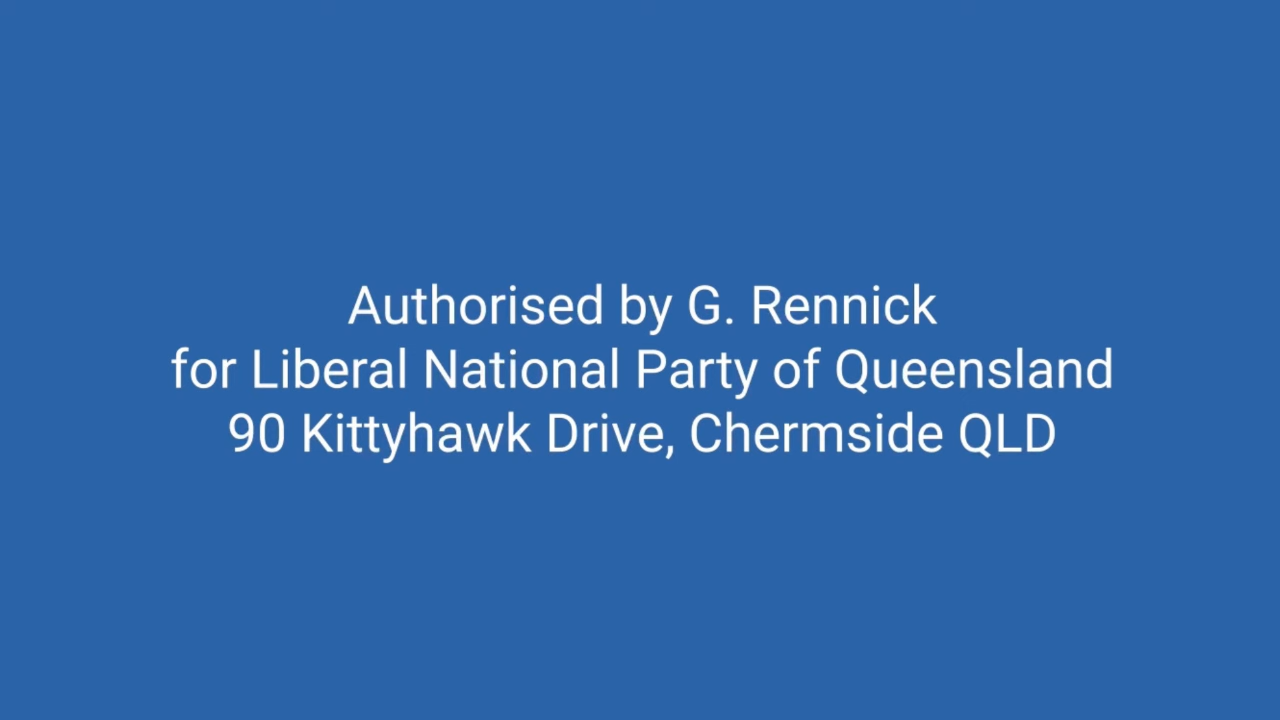 Authorised by G. Rennick
for Liberal National Party of Queensland
90 Kittyhawk Drive, Chermside QLD